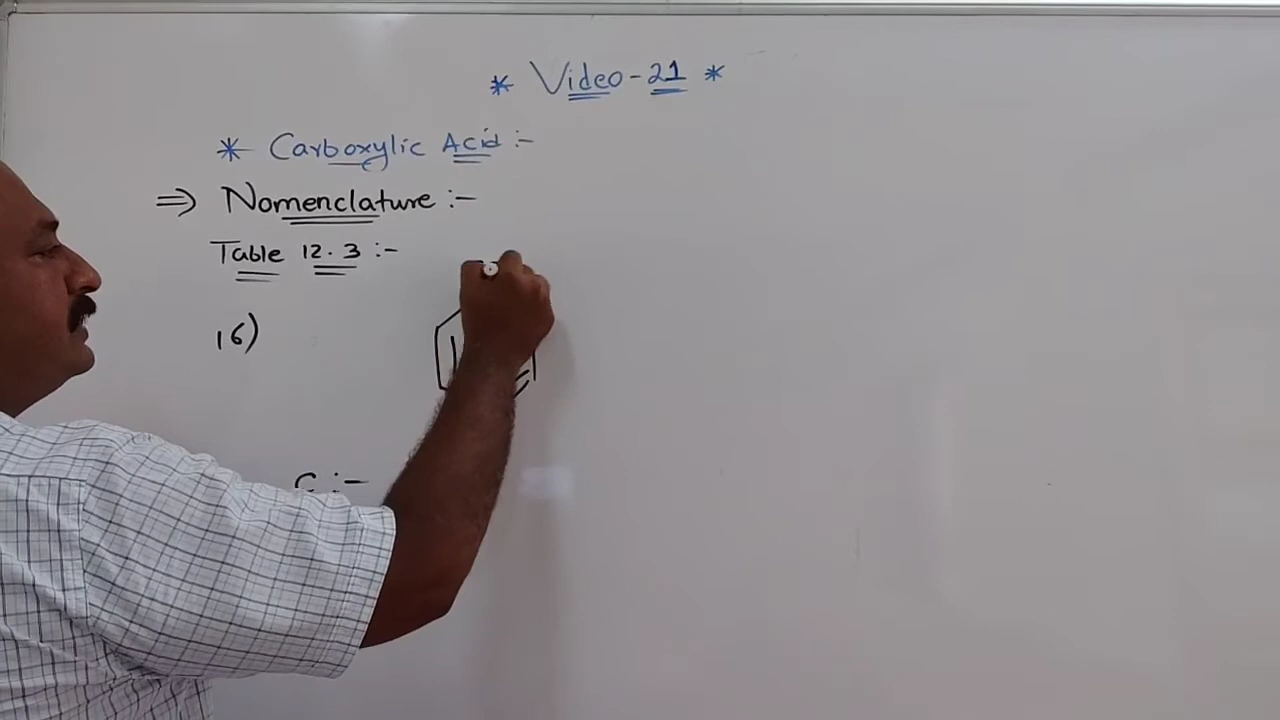 * Video-21 *
* Carboxylic Acid :-
⇒ Nomenclature :-
Table 12.3 :-
16)
C :-